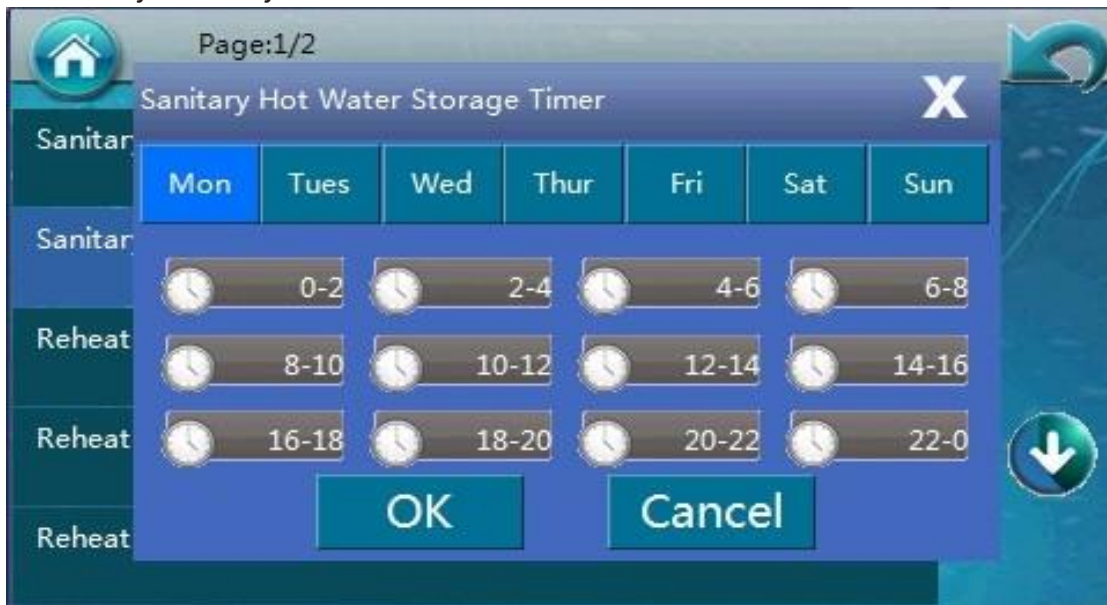 Page:1/2
Sanitary Hot Water Storage Timer X
Sanitar
Mon Tues Wed Thur Fri Sat Sun
Sanitar
0-2 2-4 4-6 6-8
Reheat
8-10 10-12 12-14 14-16
Reheat
16-18 18-20 20-22 22-0
OK Cancel
Reheat